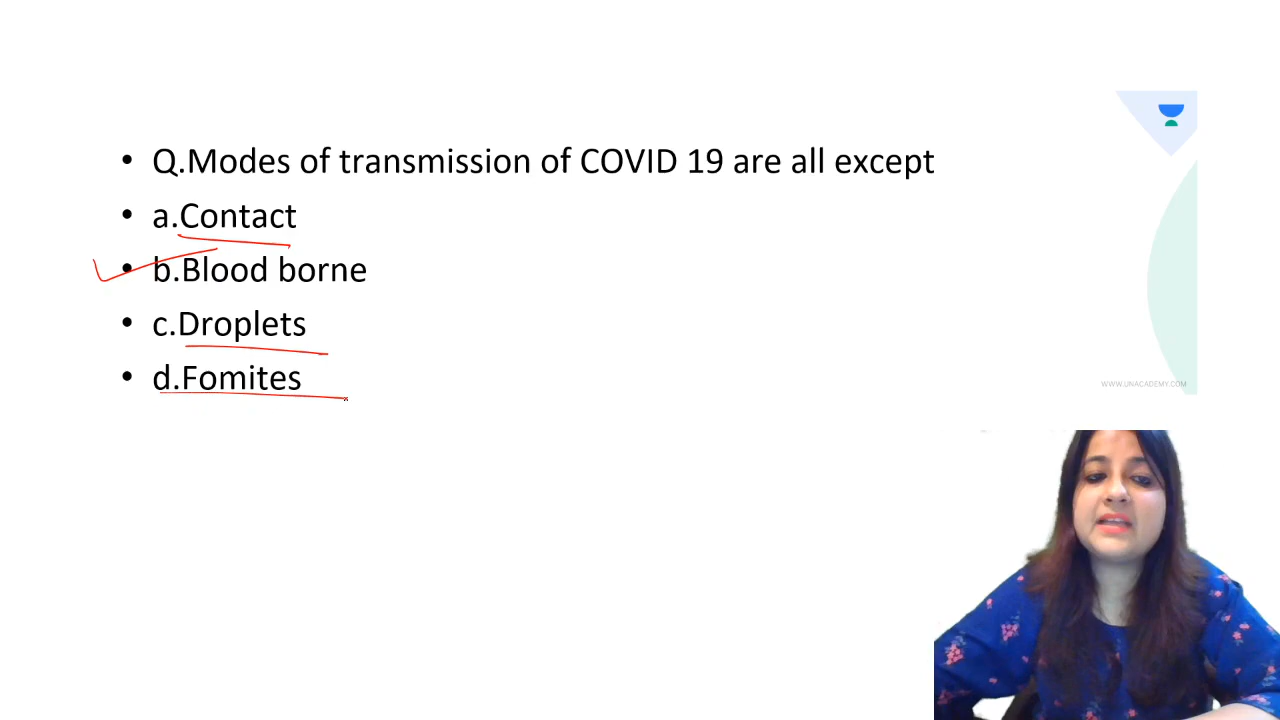 • Q.Modes of transmission of COVID 19 are all except
• a.Contact
• b.Blood borne
• c.Droplets
• d.Fomites
WWW.UNACADEMY.COM